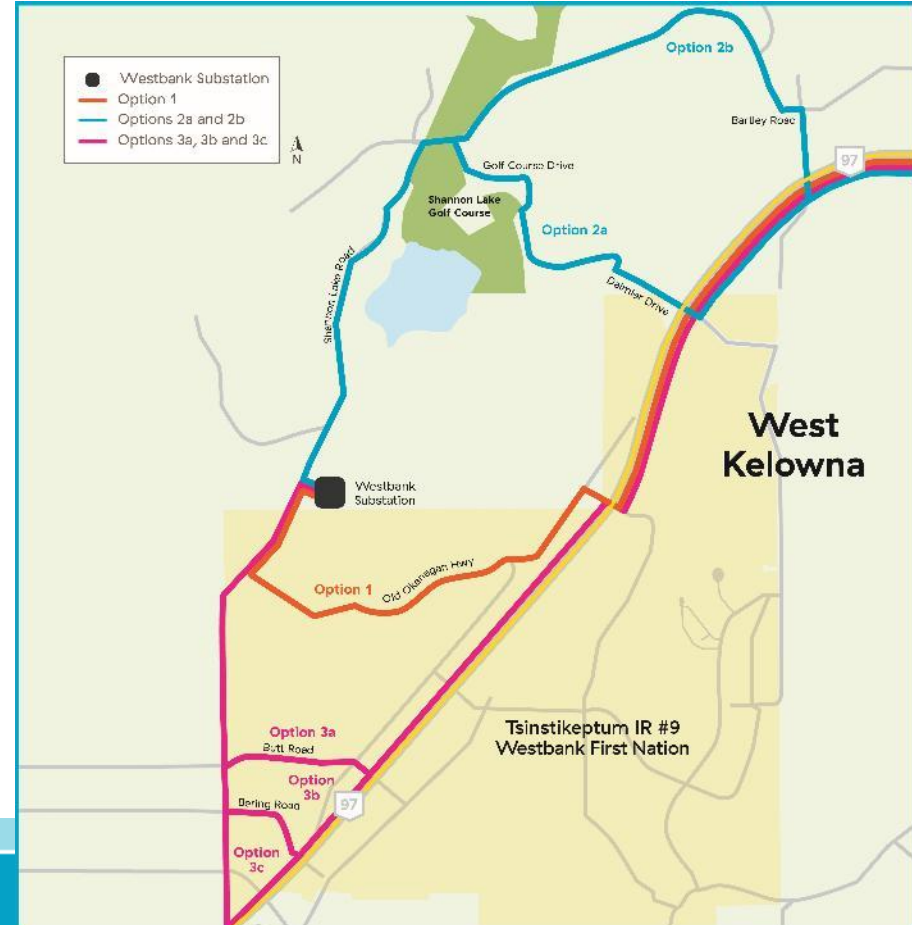 Westbank Substation
Option 1
Options 2a and 2b
Options 3a, 3b and 3c
N
Option 2b
Bartley Road
97
Golf Course Drive
Shannon Lake
Golf Course
Option 2a
Shannon Lake Road
Daimler Drive
West
Kelowna
Westbank
Substation
Option 1
Old Okanagan Hwy
Tsinstikeptum IR #9
Westbank First Nation
Option 3a
Butt Road
Option
3b
Bering Road
97
Option
3c